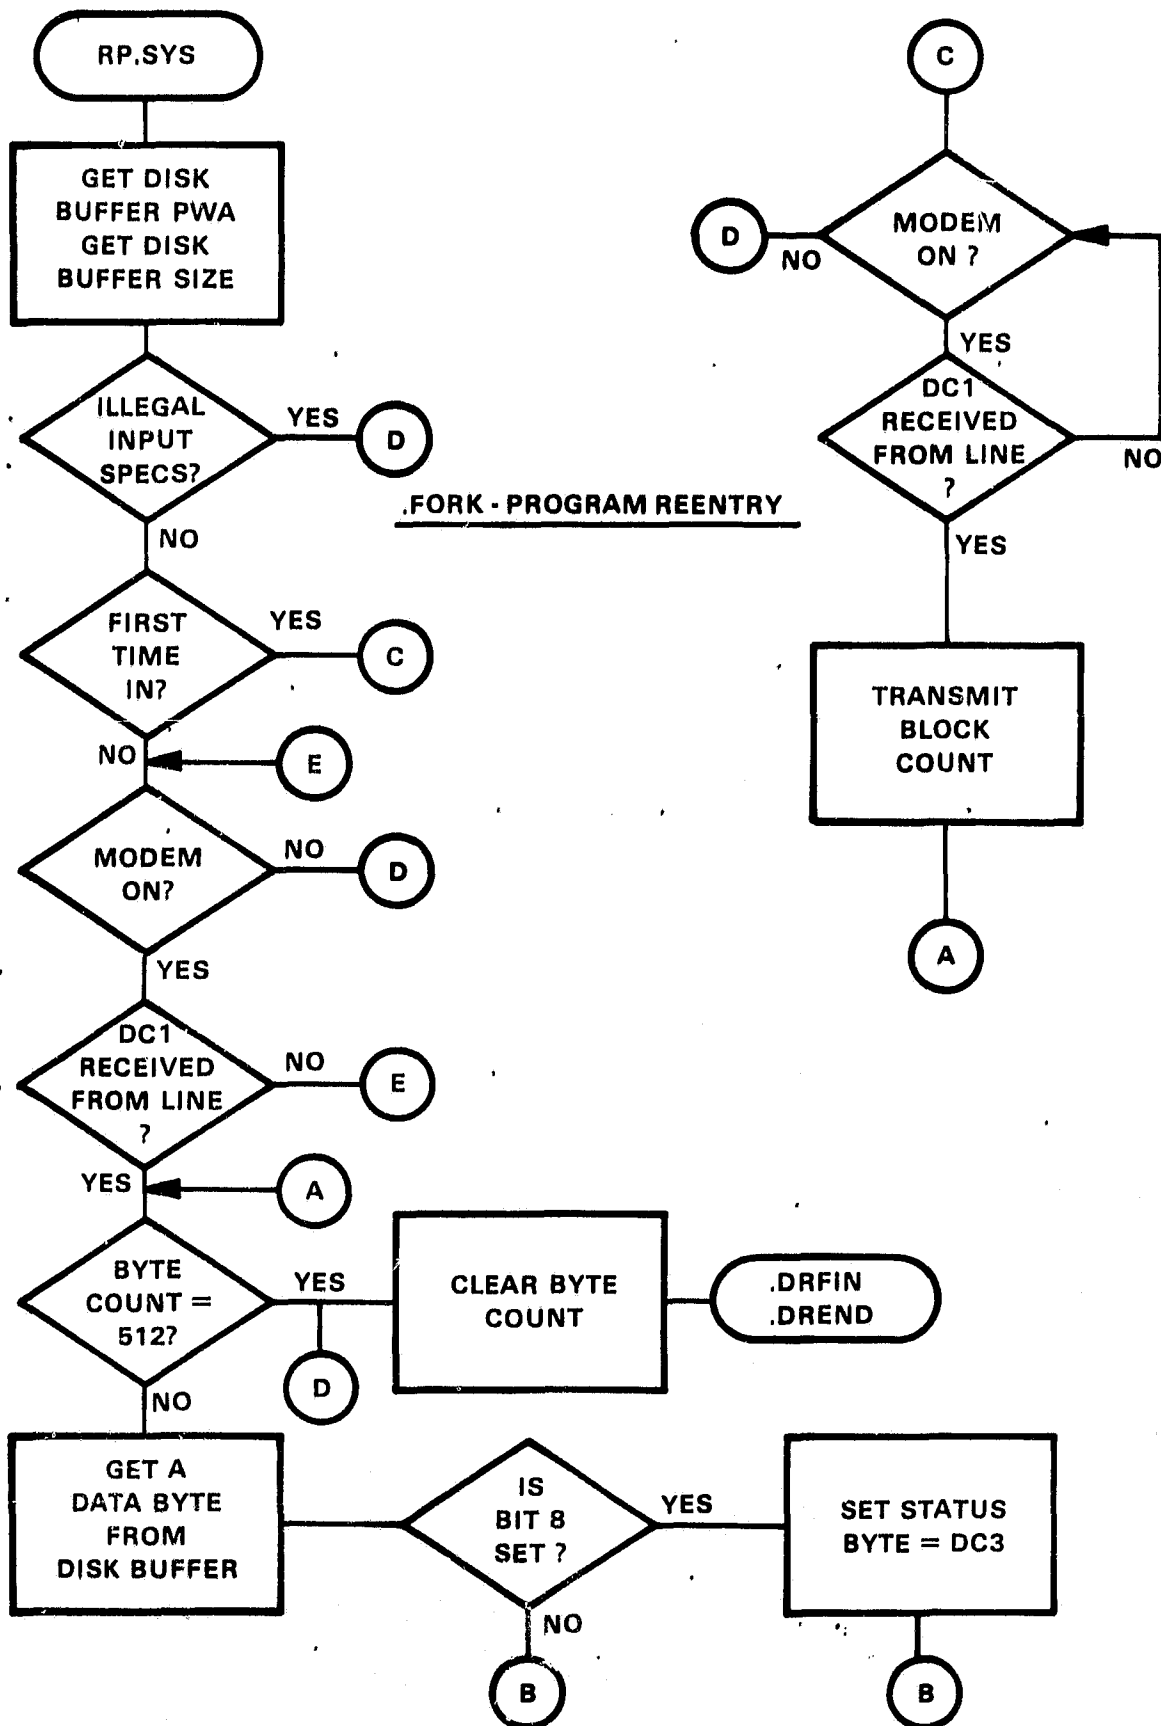 RP.SYS
GET DISK
BUFFER PWA
GET DISK
BUFFER SIZE
ILLEGAL
INPUT
SPECS?
YES
D
NO
FIRST
TIME
IN?
YES
C
NO
E
MODEM
ON?
NO
D
YES
DC1
RECEIVED
FROM LINE
?
NO
E
YES
A
BYTE
COUNT =
512?
YES
D
CLEAR BYTE
COUNT
.DRFIN
.DREND
NO
GET A
DATA BYTE
FROM
DISK BUFFER
IS
BIT 8
SET ?
YES
SET STATUS
BYTE = DC3
B
NO
B
.FORK - PROGRAM REENTRY
C
MODEM
ON ?
NO
D
YES
DC1
RECEIVED
FROM LINE
?
NO
YES
TRANSMIT
BLOCK
COUNT
A